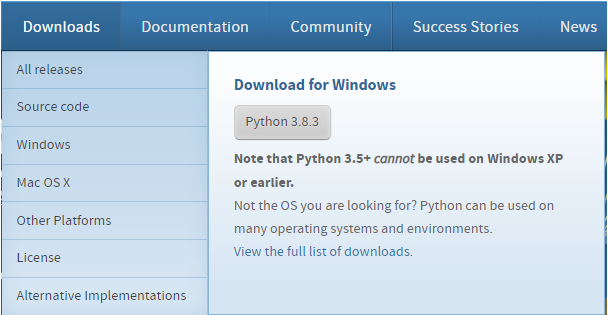 Downloads Documentation Community Success Stories News
All releases
Source code
Windows
Mac OS X
Other Platforms
License
Alternative Implementations
Download for Windows
Python 3.8.3
Note that Python 3.5+ cannot be used on Windows XP
or earlier.
Not the OS you are looking for? Python can be used on
many operating systems and environments.
View the full list of downloads.